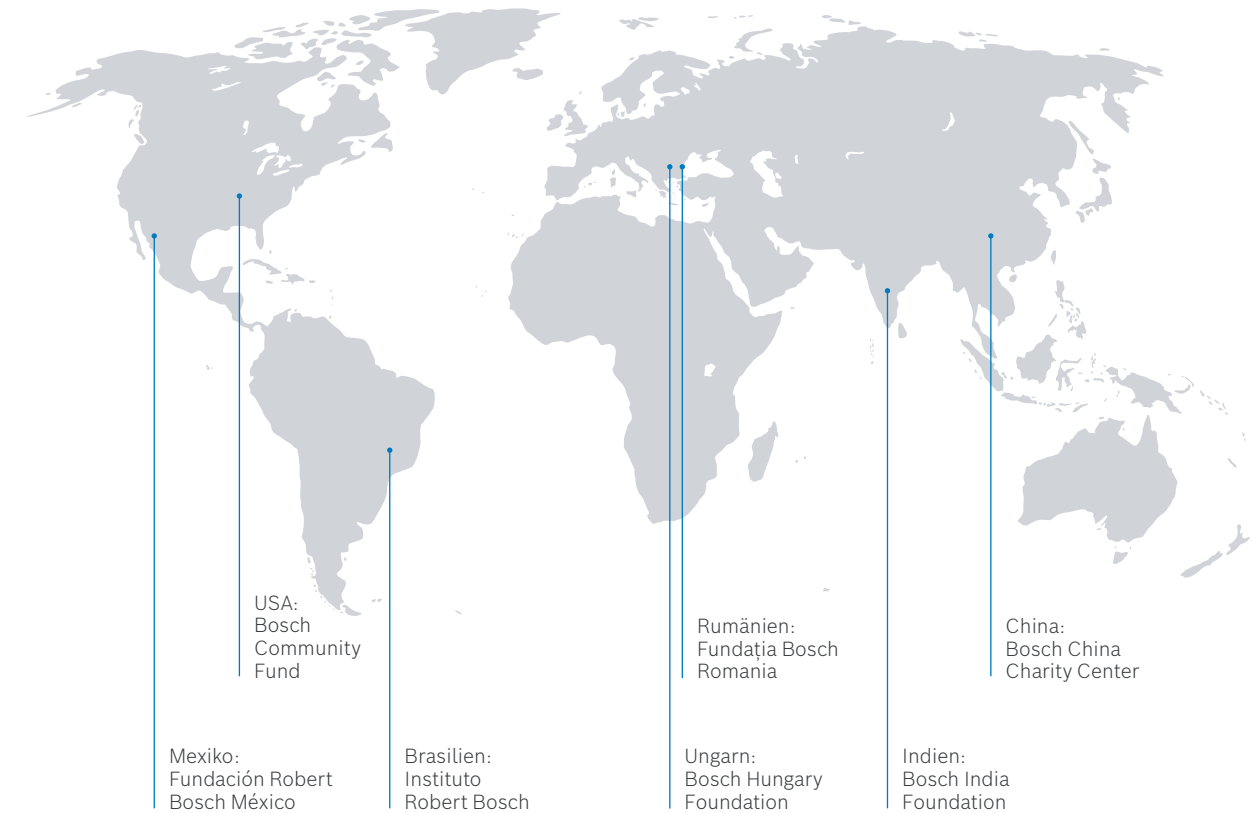 USA:
Bosch
Community
Fund
Rumänien:
Fundația Bosch
Romania
China:
Bosch China
Charity Center
Mexiko:
Fundación Robert
Bosch México
Brasilien:
Instituto
Robert Bosch
Ungarn:
Bosch Hungary
Foundation
Indien:
Bosch India
Foundation